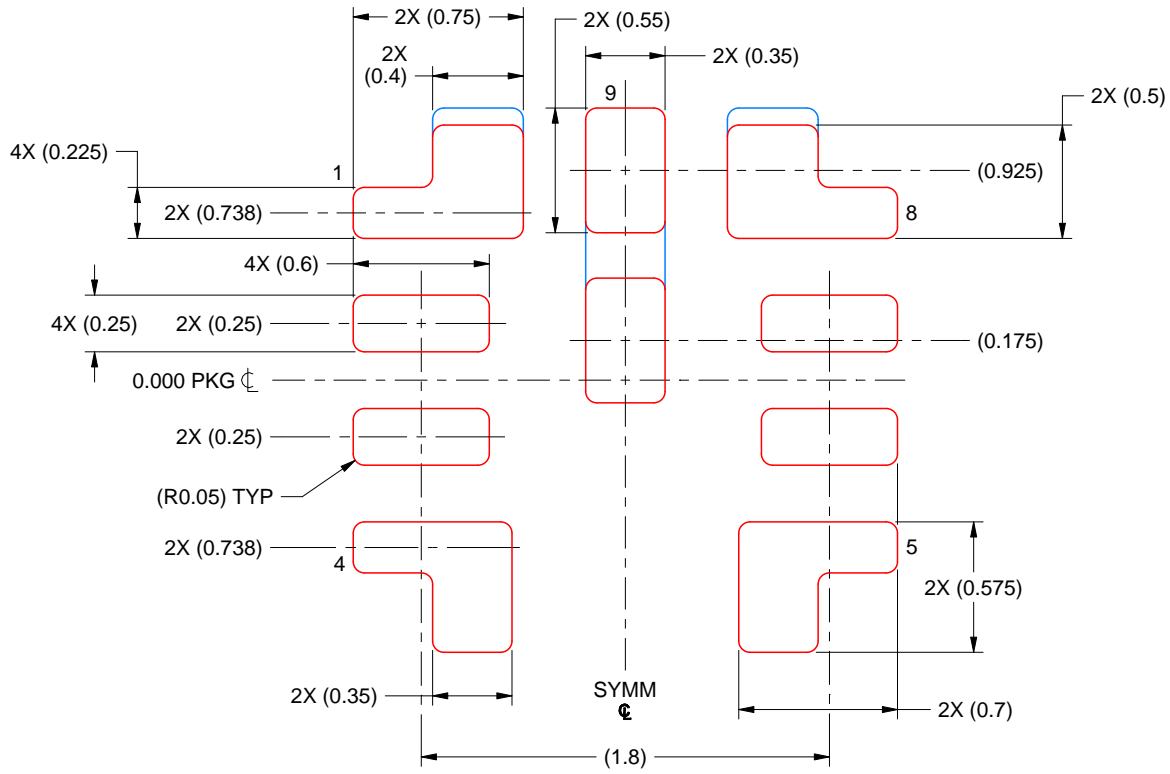 2X (0.75)
2X (0.55)
2X
(0.4)
2X (0.35)
9
2X (0.5)
4X (0.225)
1
(0.925)
2X (0.738)
8
4X (0.6)
4X (0.25)
2X (0.25)
(0.175)
0.000 PKG ℄
2X (0.25)
(R0.05) TYP
2X (0.738)
4
5
2X (0.575)
2X (0.35)
SYMM
℄
2X (0.7)
(1.8)